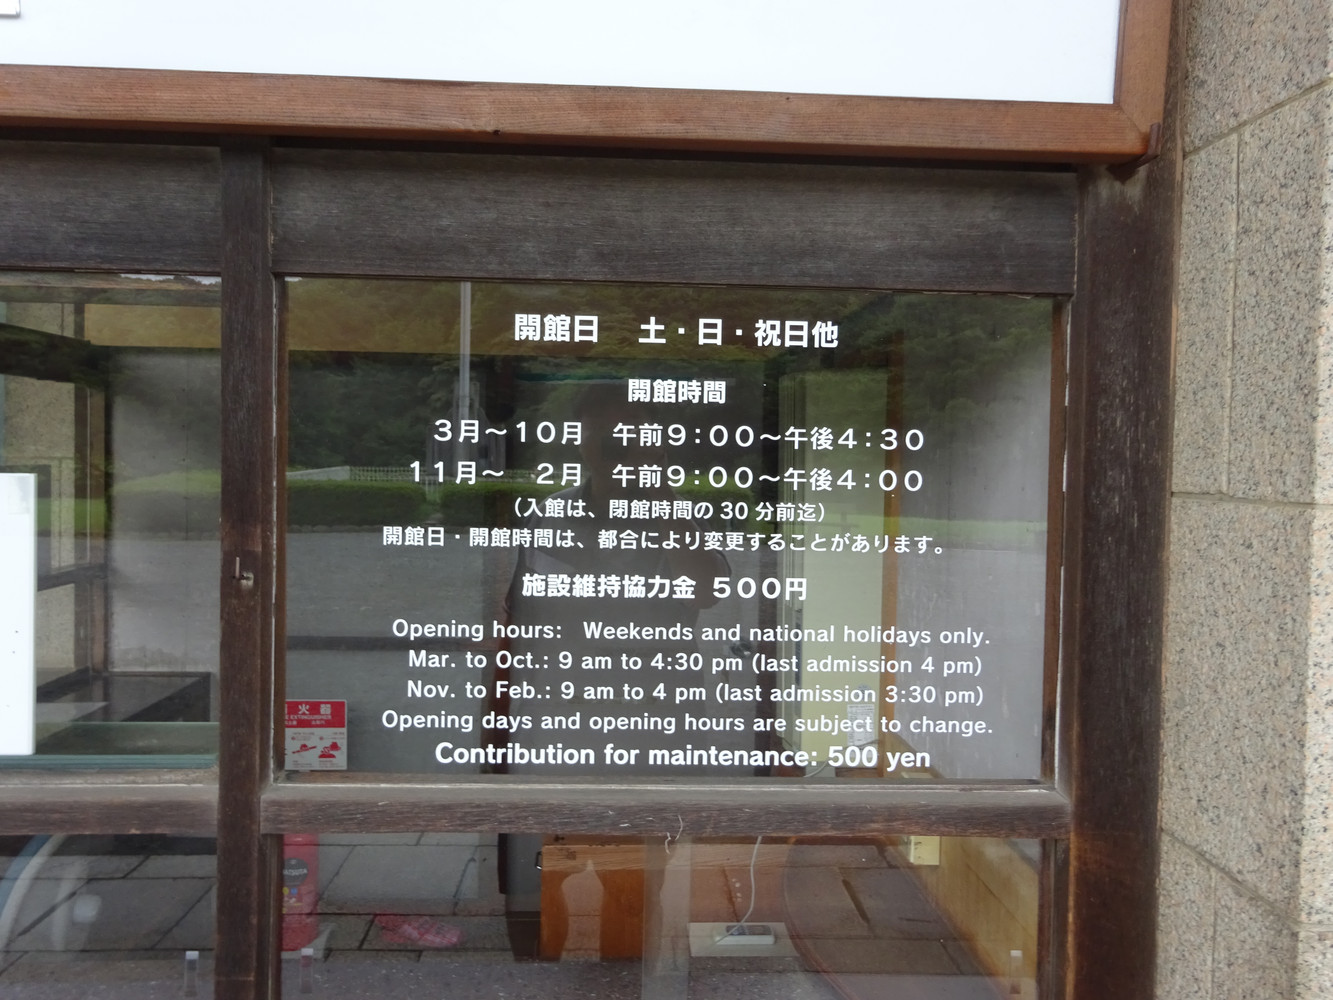 開館日　土・日・祝日他
開館時間
３月～１０月　午前９：００～午後４：３０
１１月～　２月　午前９：００～午後４：００
（入館は、閉館時間の 30 分前迄）
開館日・開館時間は、都合により変更することがあります。
施設維持協力金 ５００円
Opening hours:　Weekends and national holidays only.
Mar. to Oct.: 9 am to 4:30 pm (last admission 4 pm)
Nov. to Feb.: 9 am to 4 pm (last admission 3:30 pm)
Opening days and opening hours are subject to change.
Contribution for maintenance: 500 yen
火器
EXTINGUISHER